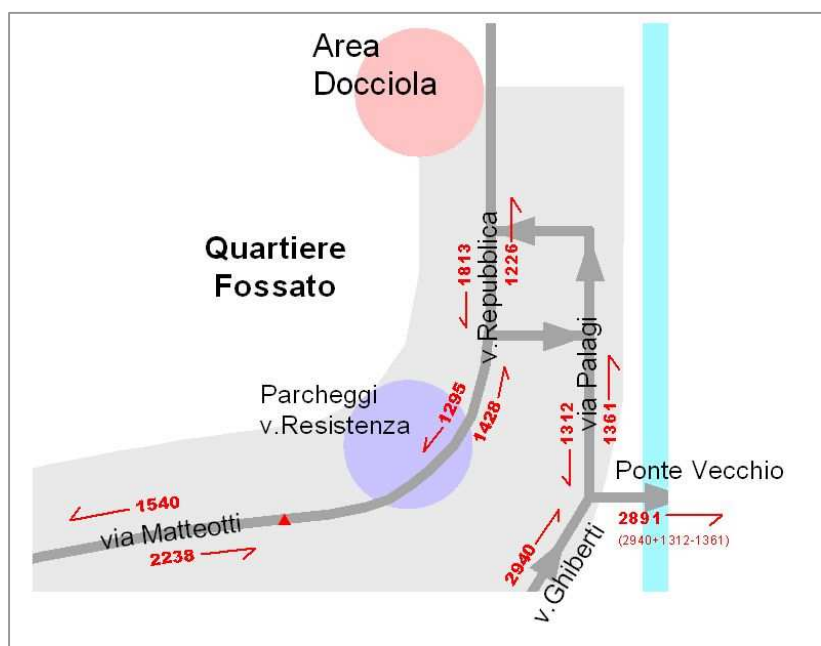 Area
Docciola
Quartiere
Fossato
1813
v.Repubblica
1226
Parcheggi
v.Resistenza
1295
1428
1312
via Palagi
1361
Ponte Vecchio
2891
(2940+1312-1361)
1540
via Matteotti
2238
2940
v.Ghiberti